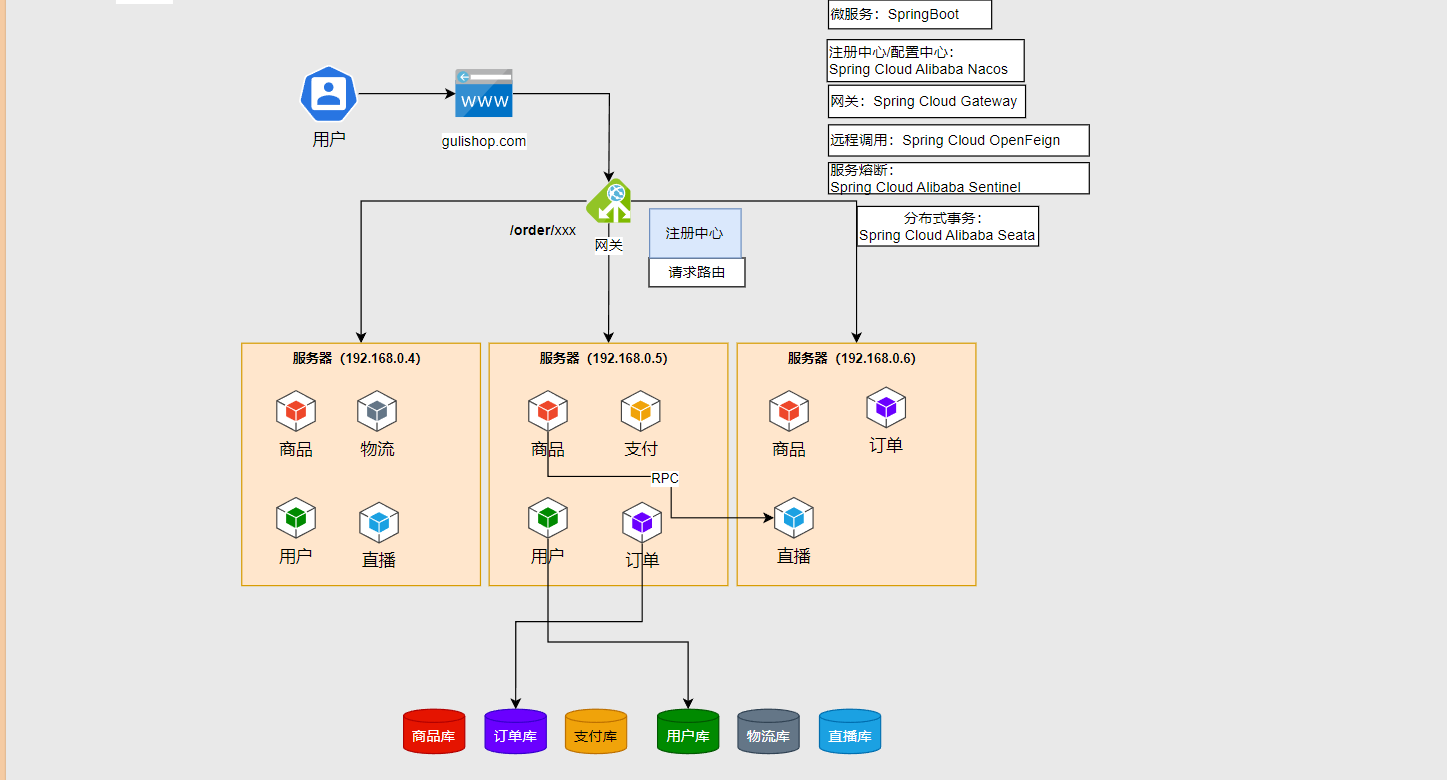 微服务：SpringBoot
注册中心/配置中心：
Spring Cloud Alibaba Nacos
网关：Spring Cloud Gateway
远程调用：Spring Cloud OpenFeign
服务熔断：
Spring Cloud Alibaba Sentinel
分布式事务：
Spring Cloud Alibaba Seata
用户
WWW
gulishop.com
/order/xxx
网关
注册中心
请求路由
服务器（192.168.0.4）
商品
物流
用户
直播
服务器（192.168.0.5）
商品
支付
RPC
用户
订单
服务器（192.168.0.6）
商品
订单
直播
商品库
订单库
支付库
用户库
物流库
直播库